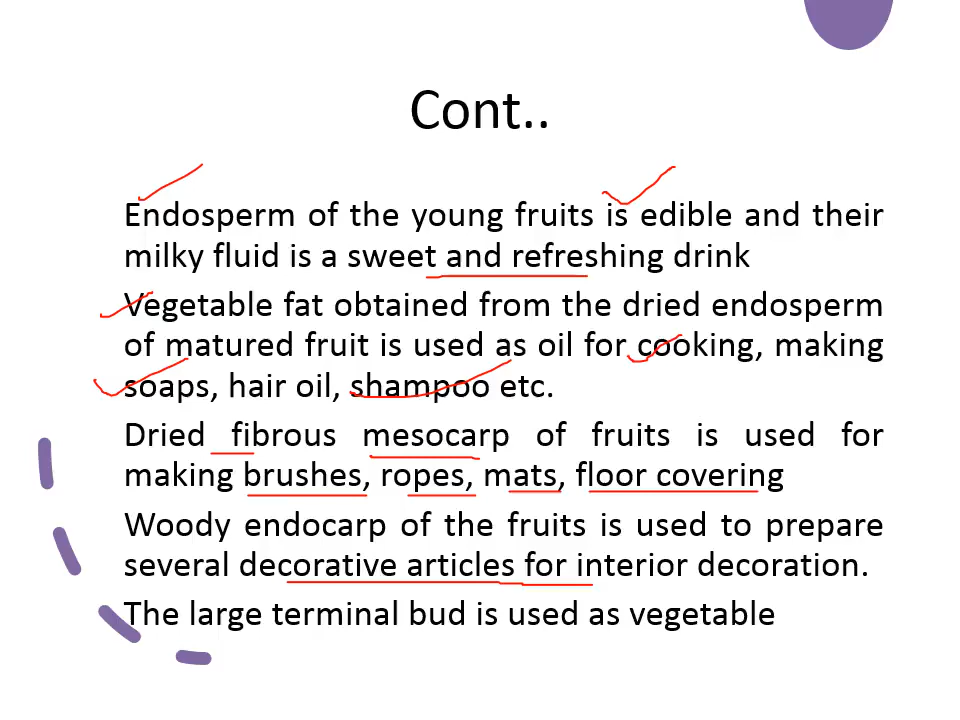 Cont..
Endosperm of the young fruits is edible and their
milky fluid is a sweet and refreshing drink
Vegetable fat obtained from the dried endosperm
of matured fruit is used as oil for cooking, making
soaps, hair oil, shampoo etc.
Dried fibrous mesocarp of fruits is used for
making brushes, ropes, mats, floor covering
Woody endocarp of the fruits is used to prepare
several decorative articles for interior decoration.
The large terminal bud is used as vegetable